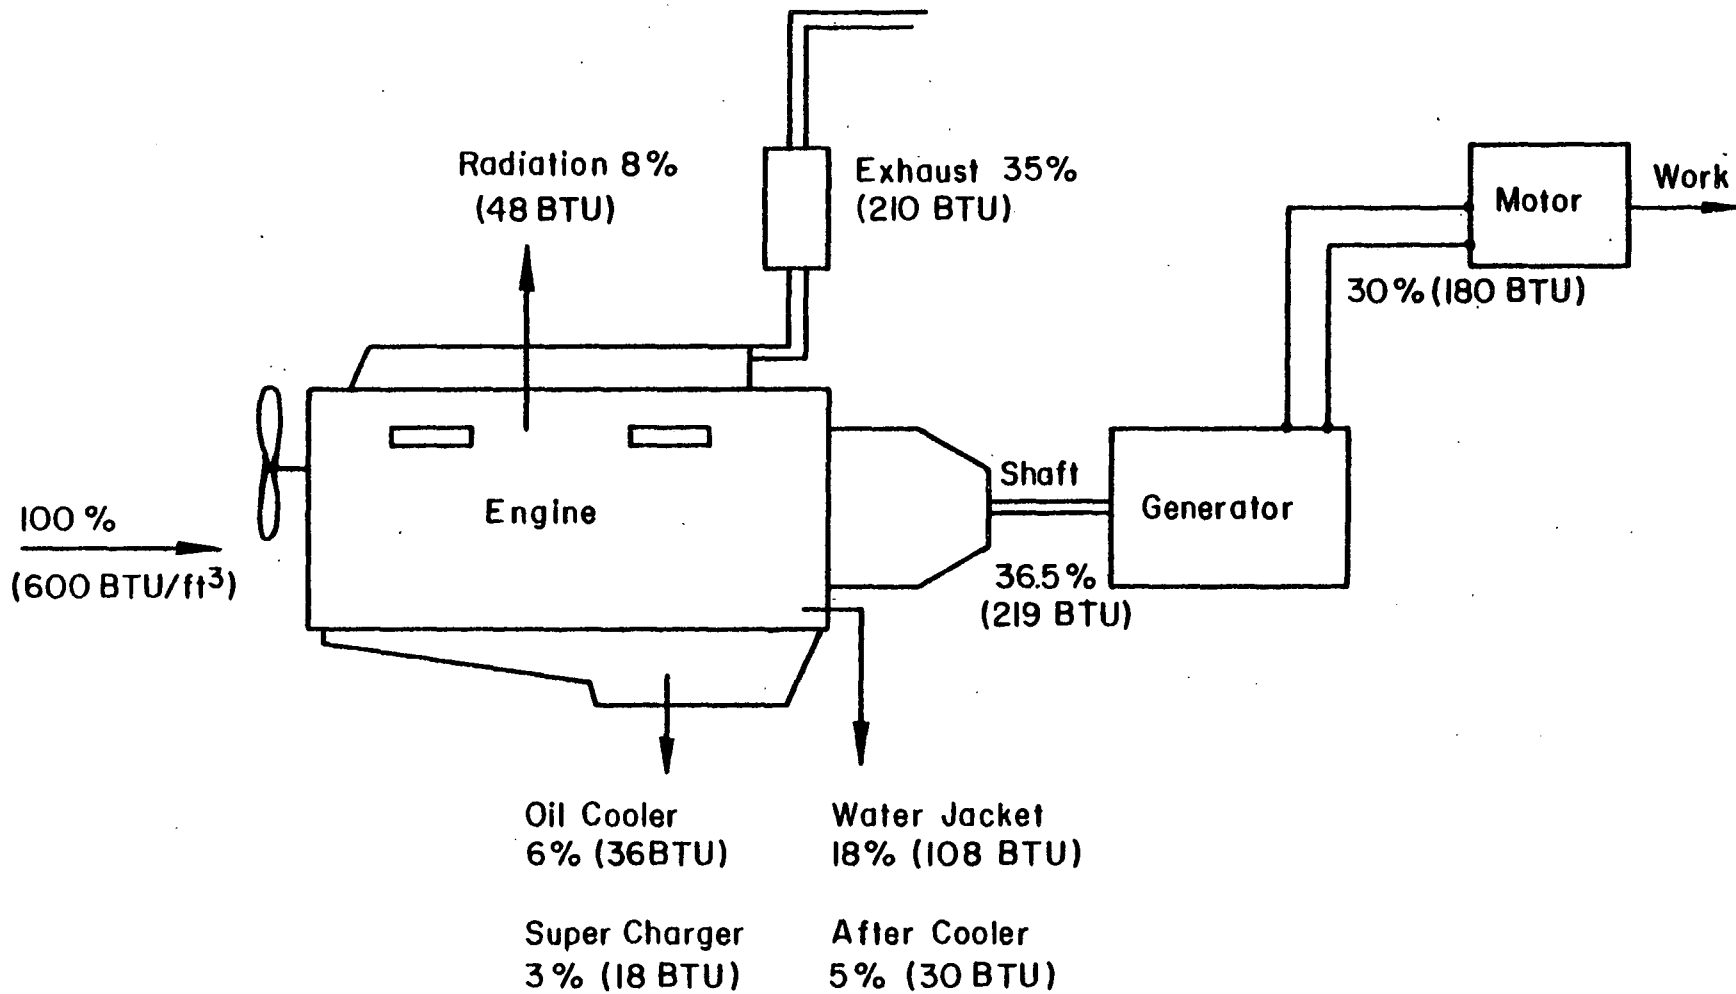 Radiation 8%
(48 BTU)
Exhaust 35%
(210 BTU)
Motor
Work
30% (180 BTU)
100%
(600 BTU/ft³)
Engine
Shaft
Generator
36.5%
(219 BTU)
Oil Cooler
6% (36BTU)
Water Jacket
18% (108 BTU)
Super Charger
3% (18 BTU)
After Cooler
5% (30 BTU)